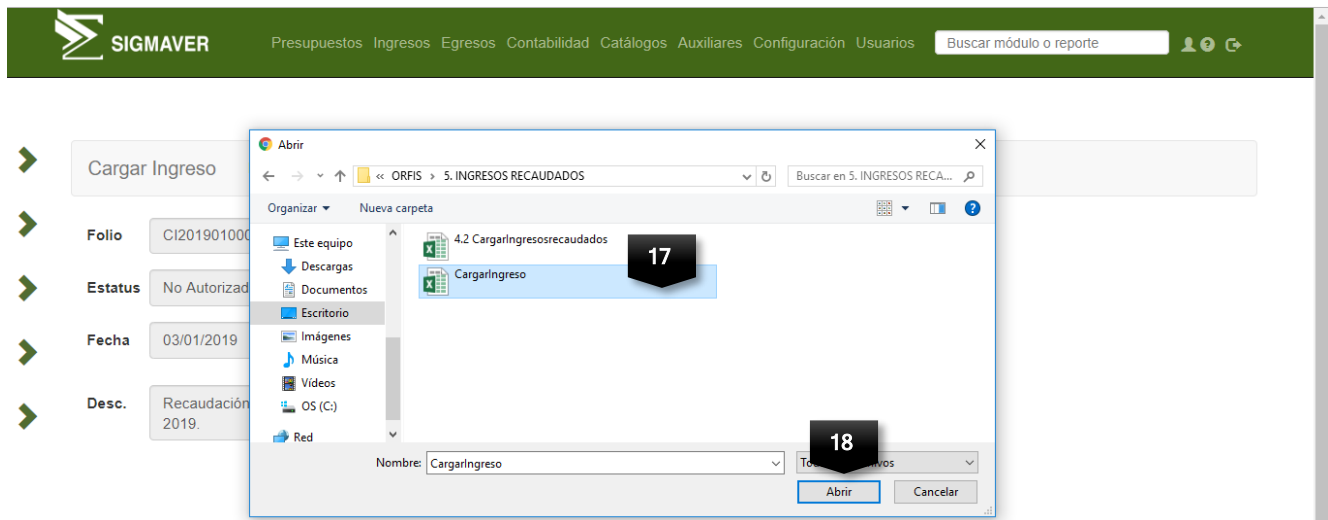 SIGMAVER Presupuestos Ingresos Egresos Contabilidad Catálogos Auxiliares Configuración Usuarios Buscar módulo o reporte
Abrir
Cargar Ingreso
« ORFIS › 5. INGRESOS RECAUDADOS Buscar en 5. INGRESOS RECA...
Organizar Nueva carpeta
Folio CI201901000
Este equipo 4.2 CargarIngresosrecaudados 17
Descargas CargarIngreso
Estatus No Autorizad Documentos
Escritorio
Fecha 03/01/2019 Imágenes
Música
Vídeos
Desc. Recaudación OS (C:)
2019.
Red 18
Nombre: CargarIngreso
Abrir Cancelar